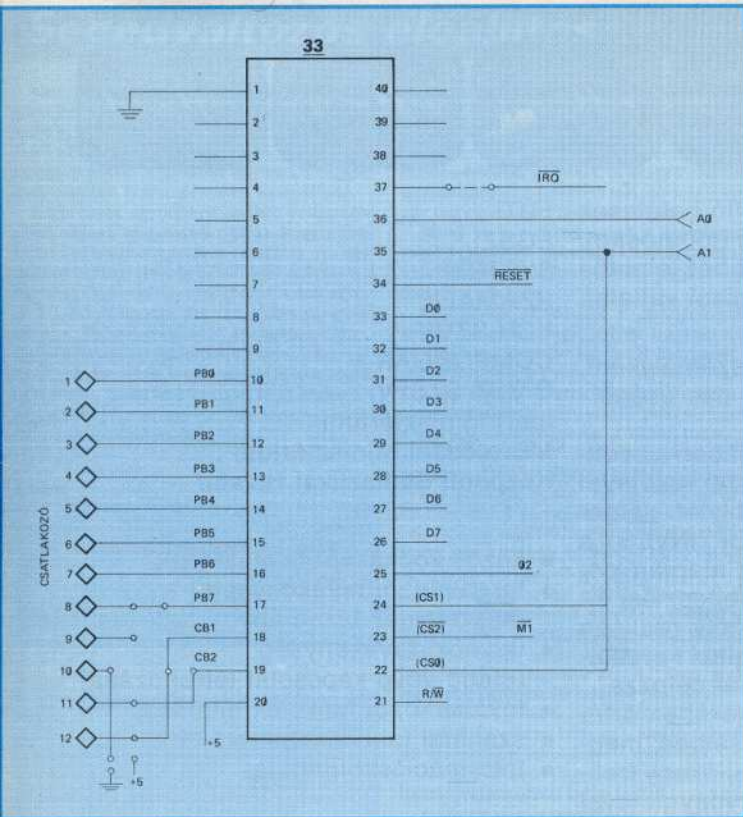 33
1
2
3
4
5
6
7
8
9
10
11
12
13
14
15
16
17
18
19
20
40
39
38
37
36
35
34
33
32
31
30
29
28
27
26
25
24
23
22
21
IRQ
A0
A1
RESET
D0
D1
D2
D3
D4
D5
D6
D7
02
(CS1)
(CS2)
M1
(CS0)
R/W
CSATLAKOZÓ
1
2
3
4
5
6
7
8
9
10
11
12
PB0
PB1
PB2
PB3
PB4
PB5
PB6
PB7
CB1
CB2
+5
+5